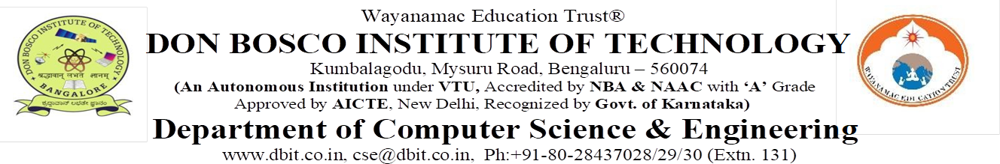 Wayanamac Education Trust®
DON BOSCO INSTITUTE OF TECHNOLOGY
Kumbalagodu, Mysuru Road, Bengaluru – 560074
(An Autonomous Institution under VTU, Accredited by NBA & NAAC with ‘A’ Grade
Approved by AICTE, New Delhi, Recognized by Govt. of Karnataka)
Department of Computer Science & Engineering
www.dbit.co.in, cse@dbit.co.in, Ph:+91-80-28437028/29/30 (Extn. 131)
DON BOSCO INSTITUTE OF TECHNOLOGY
श्रद्धावान् लभते ज्ञानम्
BANGALORE
WAYANAMAC EDUCATION TRUST